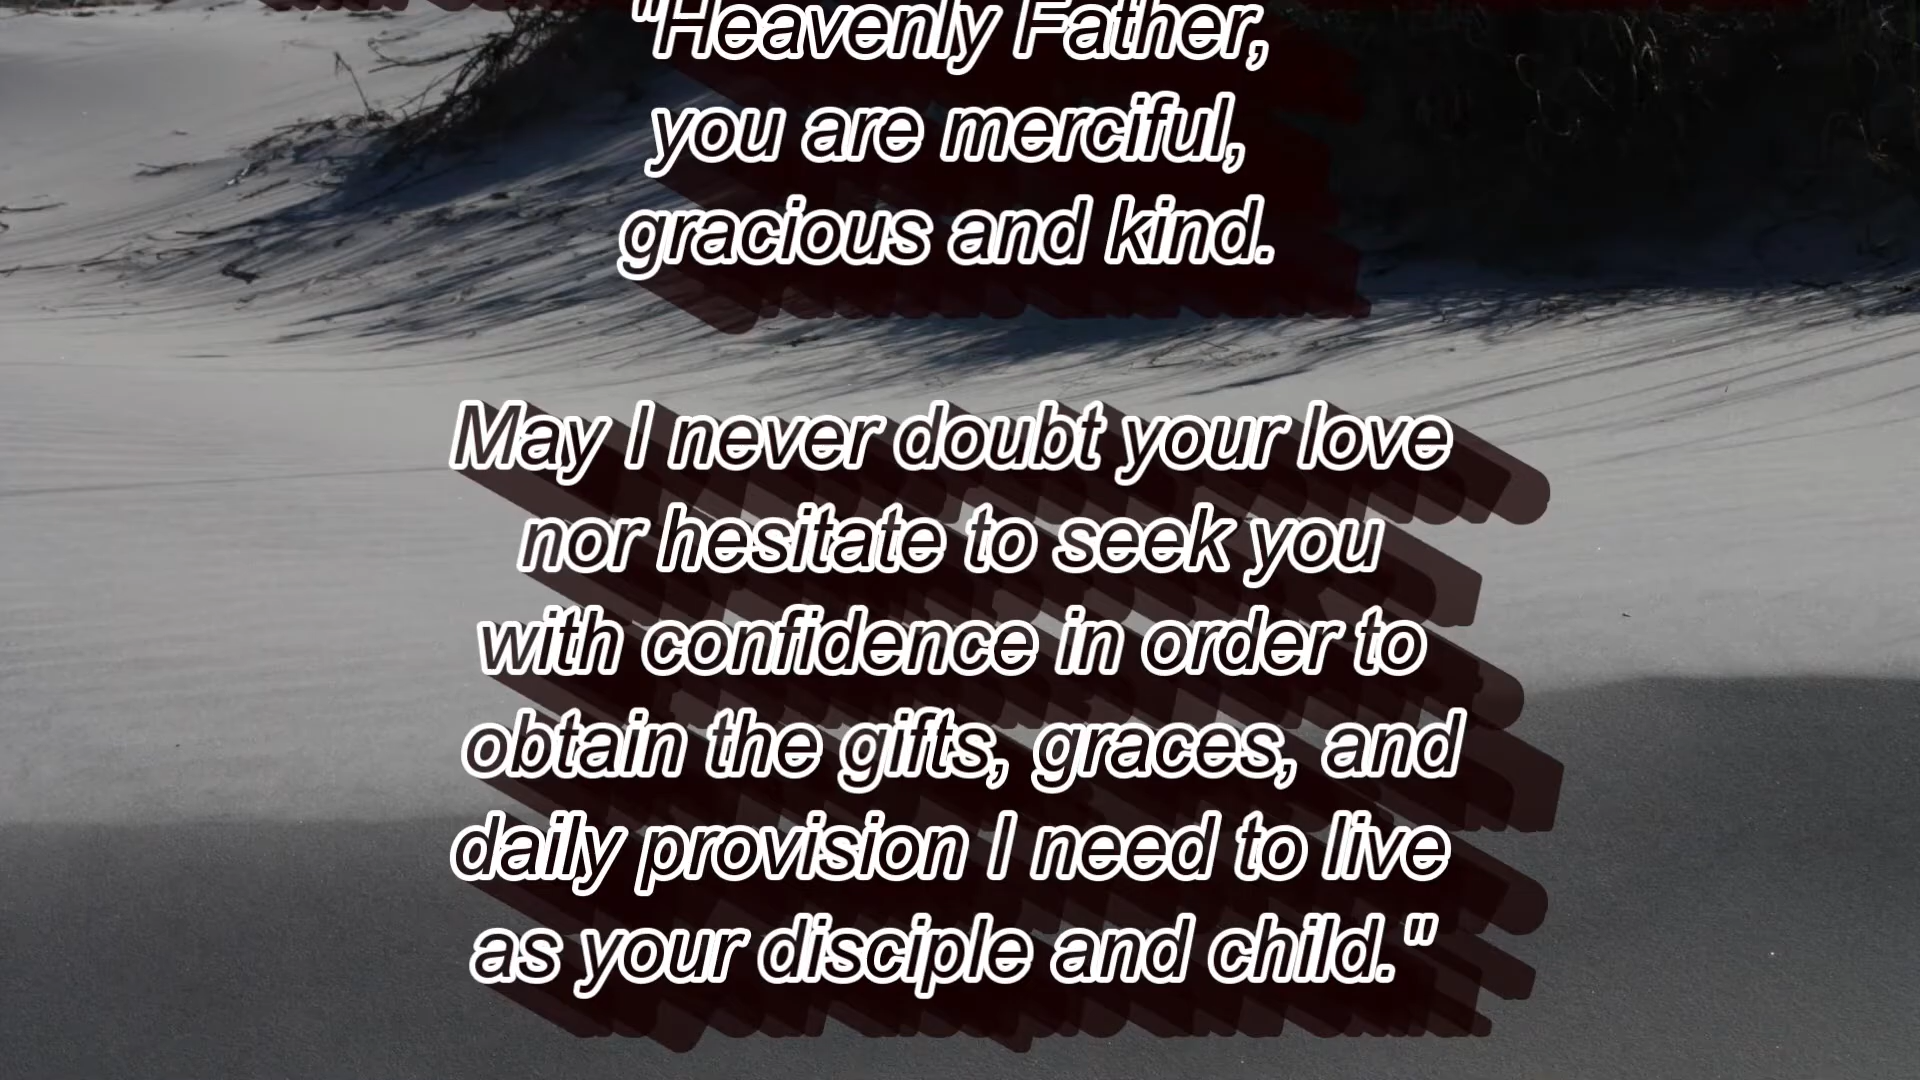 "Heavenly Father,
you are merciful,
gracious and kind.
May I never doubt your love
nor hesitate to seek you
with confidence in order to
obtain the gifts, graces, and
daily provision I need to live
as your disciple and child."